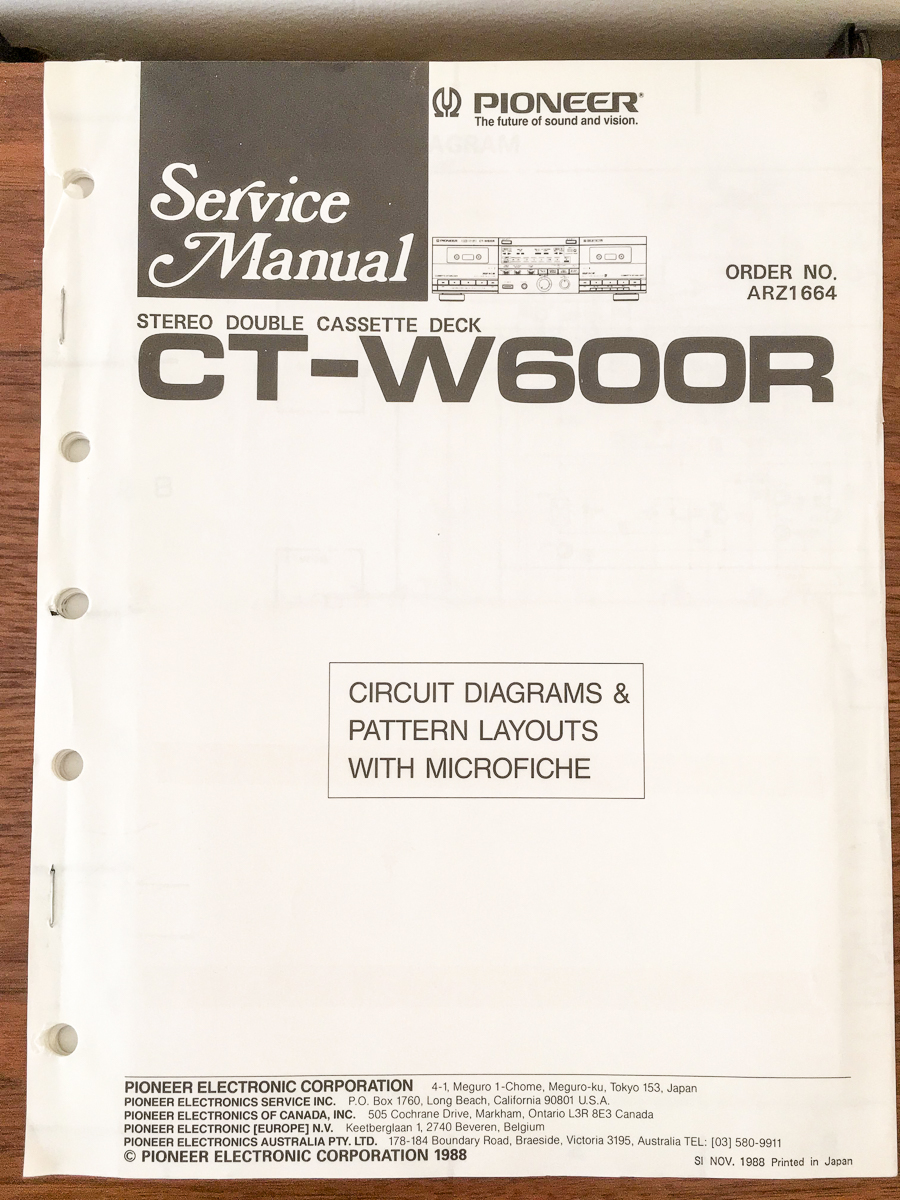 PIONEER®
The future of sound and vision.
Service
Manual
ORDER NO.
ARZ1664
STEREO DOUBLE CASSETTE DECK
CT-W600R
CIRCUIT DIAGRAMS &
PATTERN LAYOUTS
WITH MICROFICHE
PIONEER ELECTRONIC CORPORATION 4-1, Meguro 1-Chome, Meguro-ku, Tokyo 153, Japan
PIONEER ELECTRONICS SERVICE INC. P.O. Box 1760, Long Beach, California 90801 U.S.A.
PIONEER ELECTRONICS OF CANADA, INC. 505 Cochrane Drive, Markham, Ontario L3R 8E3 Canada
PIONEER ELECTRONIC [EUROPE] N.V. Keetberglaan 1, 2740 Beveren, Belgium
PIONEER ELECTRONICS AUSTRALIA PTY. LTD. 178-184 Boundary Road, Braeside, Victoria 3195, Australia TEL: [03] 580-9911
© PIONEER ELECTRONIC CORPORATION 1988
SI NOV. 1988 Printed in Japan